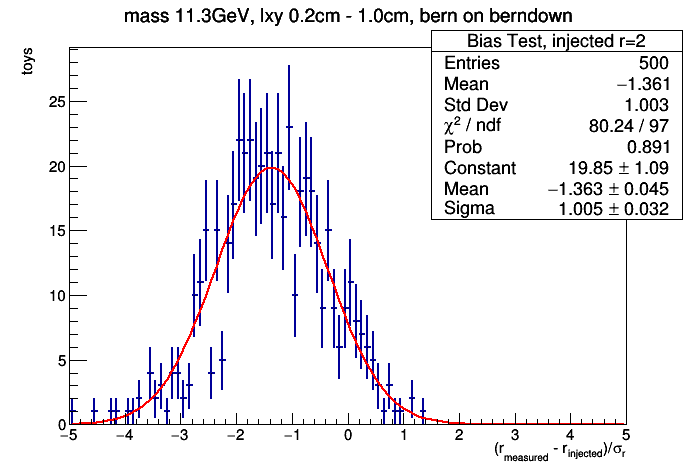 mass 11.3GeV, lxy 0.2cm - 1.0cm, bern on berndown
Bias Test, injected r=2
Entries 500
Mean −1.361
Std Dev 1.003
χ² / ndf 80.24 / 97
Prob 0.891
Constant 19.85 ± 1.09
Mean −1.363 ± 0.045
Sigma 1.005 ± 0.032
toys
25
20
15
10
5
0
−5 −4 −3 −2 −1 0 1 2 3 4 5
(r_measured - r_injected)/σ_r